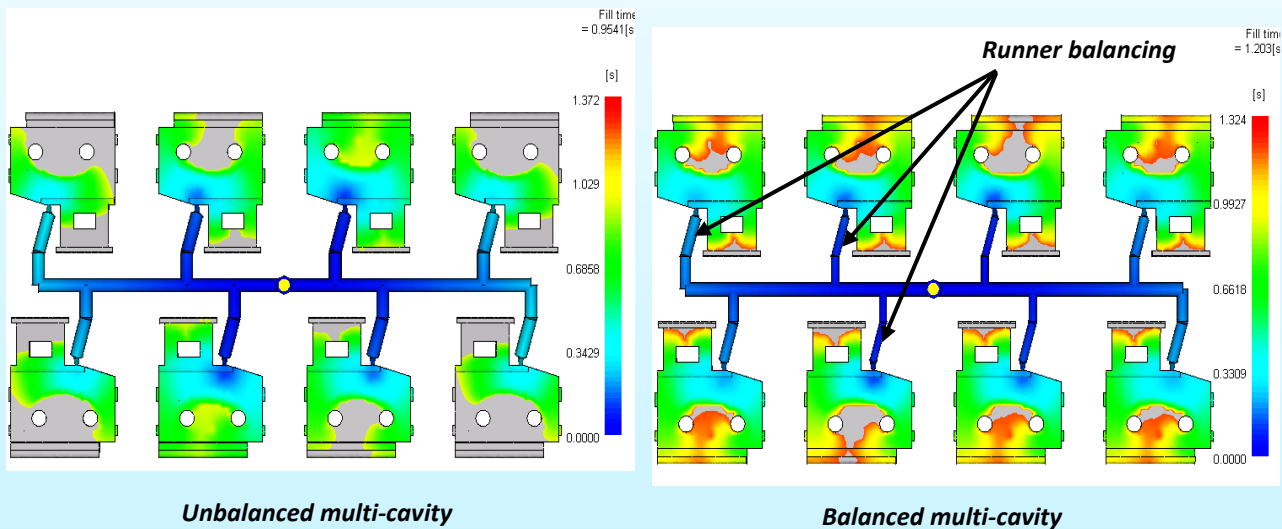 Fill time
= 0.9541[s
[s]
1.372
1.029
0.6858
0.3429
0.0000
Unbalanced multi-cavity
Runner balancing
Fill time
= 1.203[s]
[s]
1.324
0.9927
0.6618
0.3309
0.0000
Balanced multi-cavity